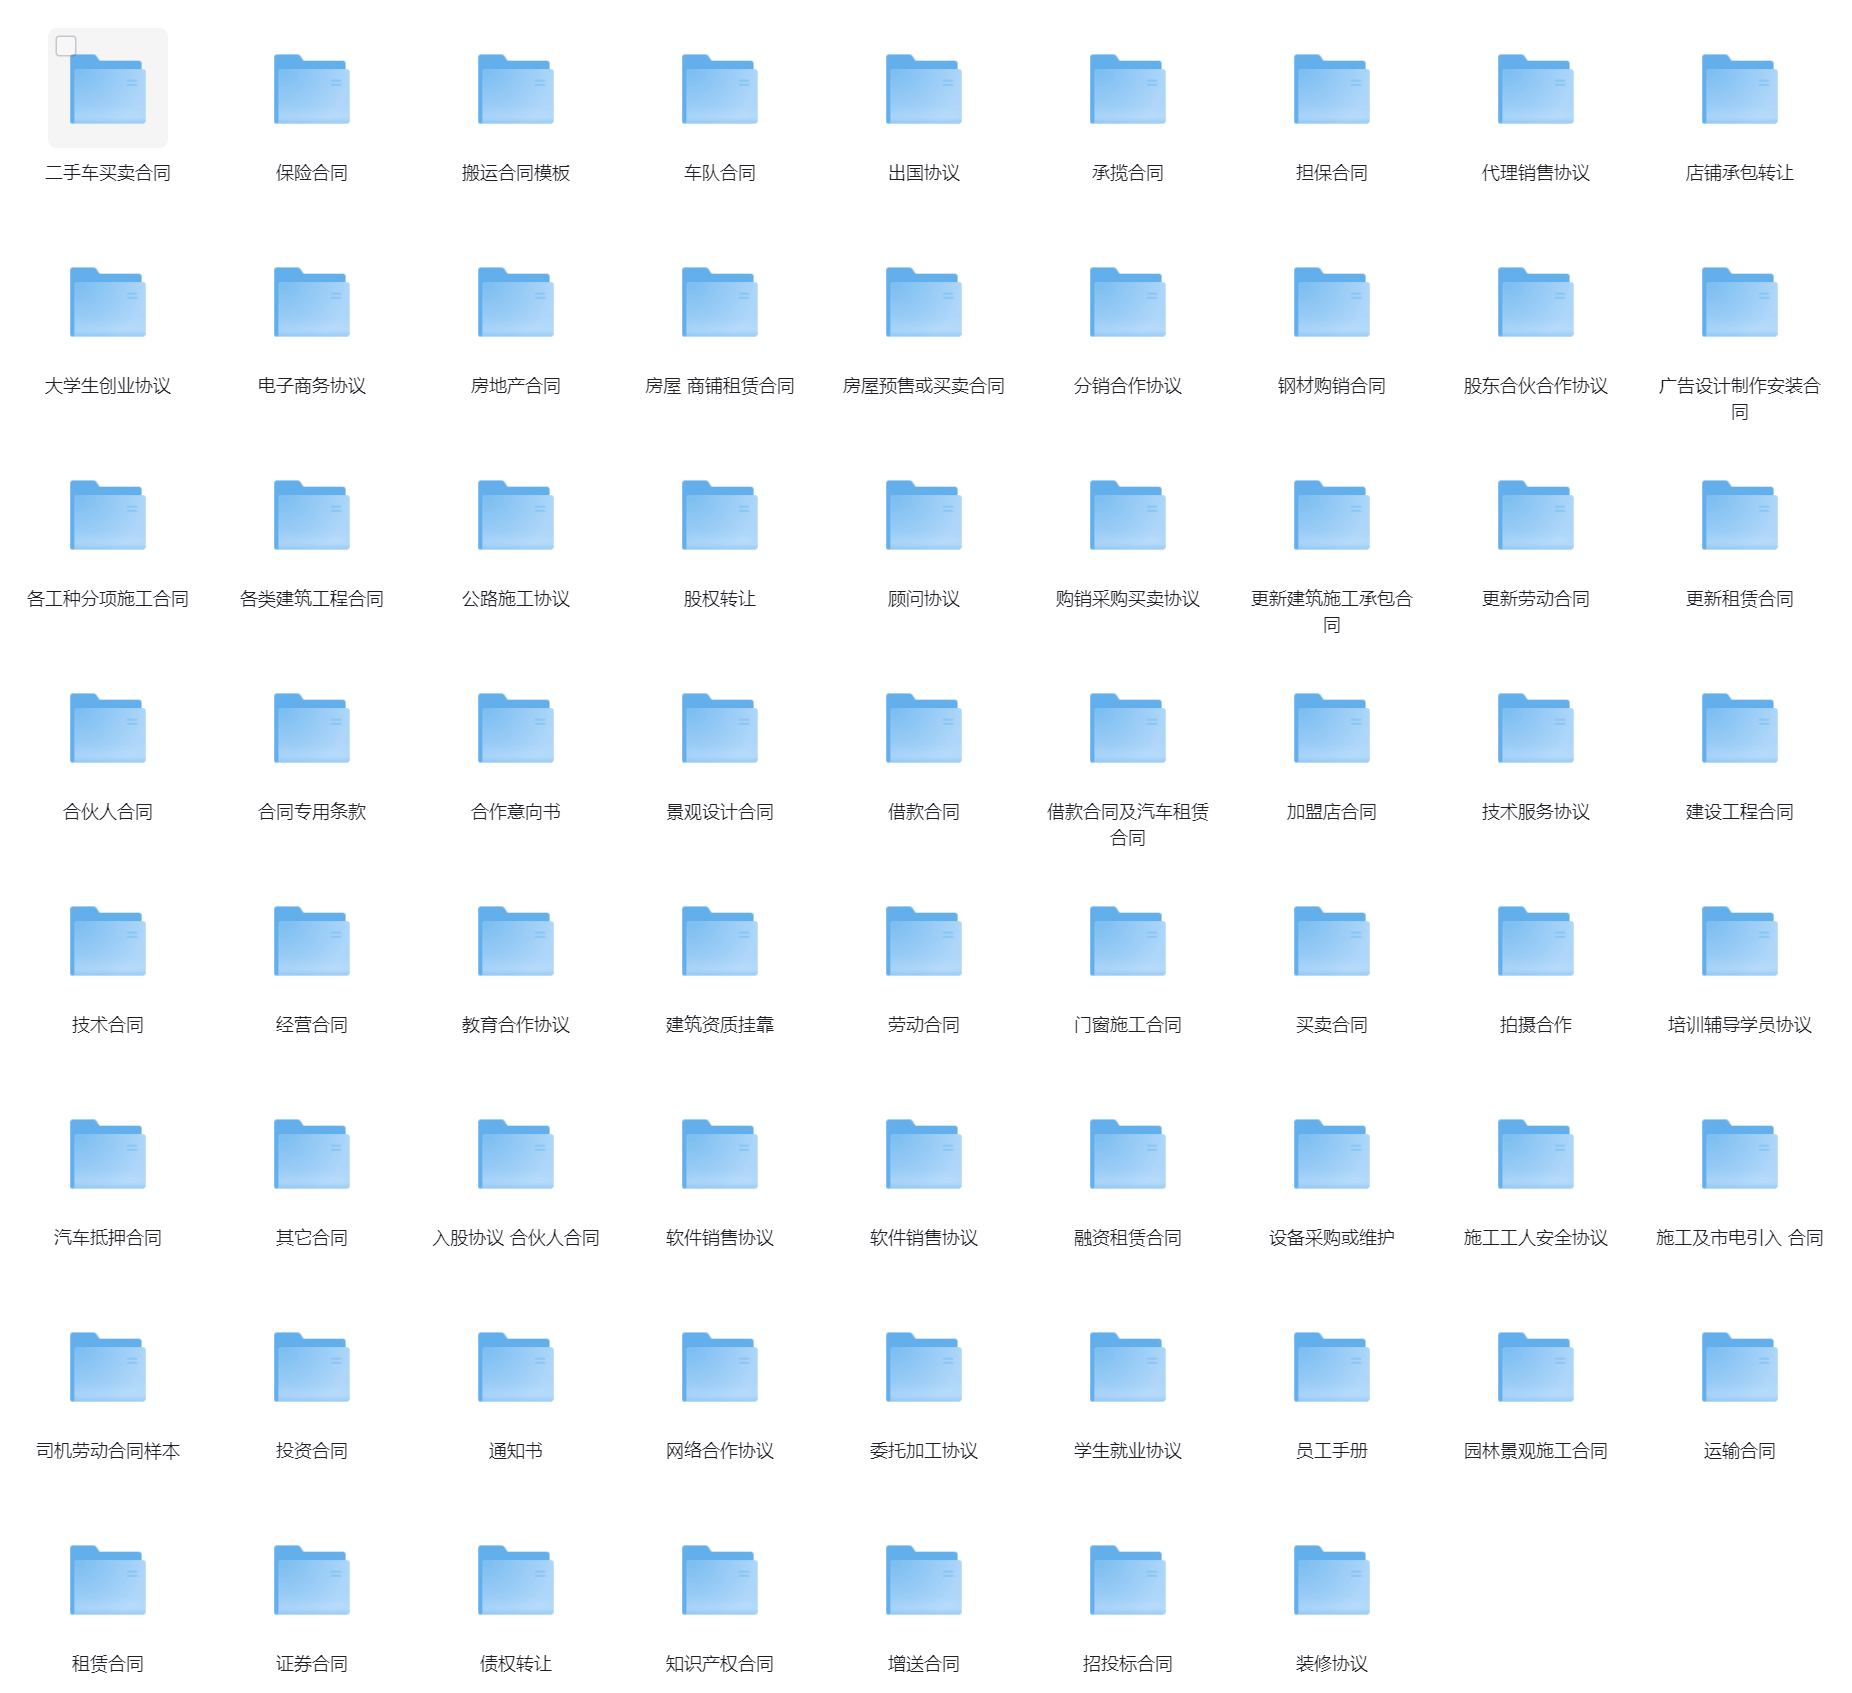 二手车买卖合同
保险合同
搬运合同模板
车队合同
出国协议
承揽合同
担保合同
代理销售协议
店铺承包转让
大学生创业协议
电子商务协议
房地产合同
房屋 商铺租赁合同
房屋预售或买卖合同
分销合作协议
钢材购销合同
股东合伙合作协议
广告设计制作安装合
同
各工种分项施工合同
各类建筑工程合同
公路施工协议
股权转让
顾问协议
购销采购买卖协议
更新建筑施工承包合
同
更新劳动合同
更新租赁合同
合伙人合同
合同专用条款
合作意向书
景观设计合同
借款合同
借款合同及汽车租赁
合同
加盟店合同
技术服务协议
建设工程合同
技术合同
经营合同
教育合作协议
建筑资质挂靠
劳动合同
门窗施工合同
买卖合同
拍摄合作
培训辅导学员协议
汽车抵押合同
其它合同
入股协议 合伙人合同
软件销售协议
软件销售协议
融资租赁合同
设备采购或维护
施工工人安全协议
施工及市电引入 合同
司机劳动合同样本
投资合同
通知书
网络合作协议
委托加工协议
学生就业协议
员工手册
园林景观施工合同
运输合同
租赁合同
证券合同
债权转让
知识产权合同
增送合同
招投标合同
装修协议